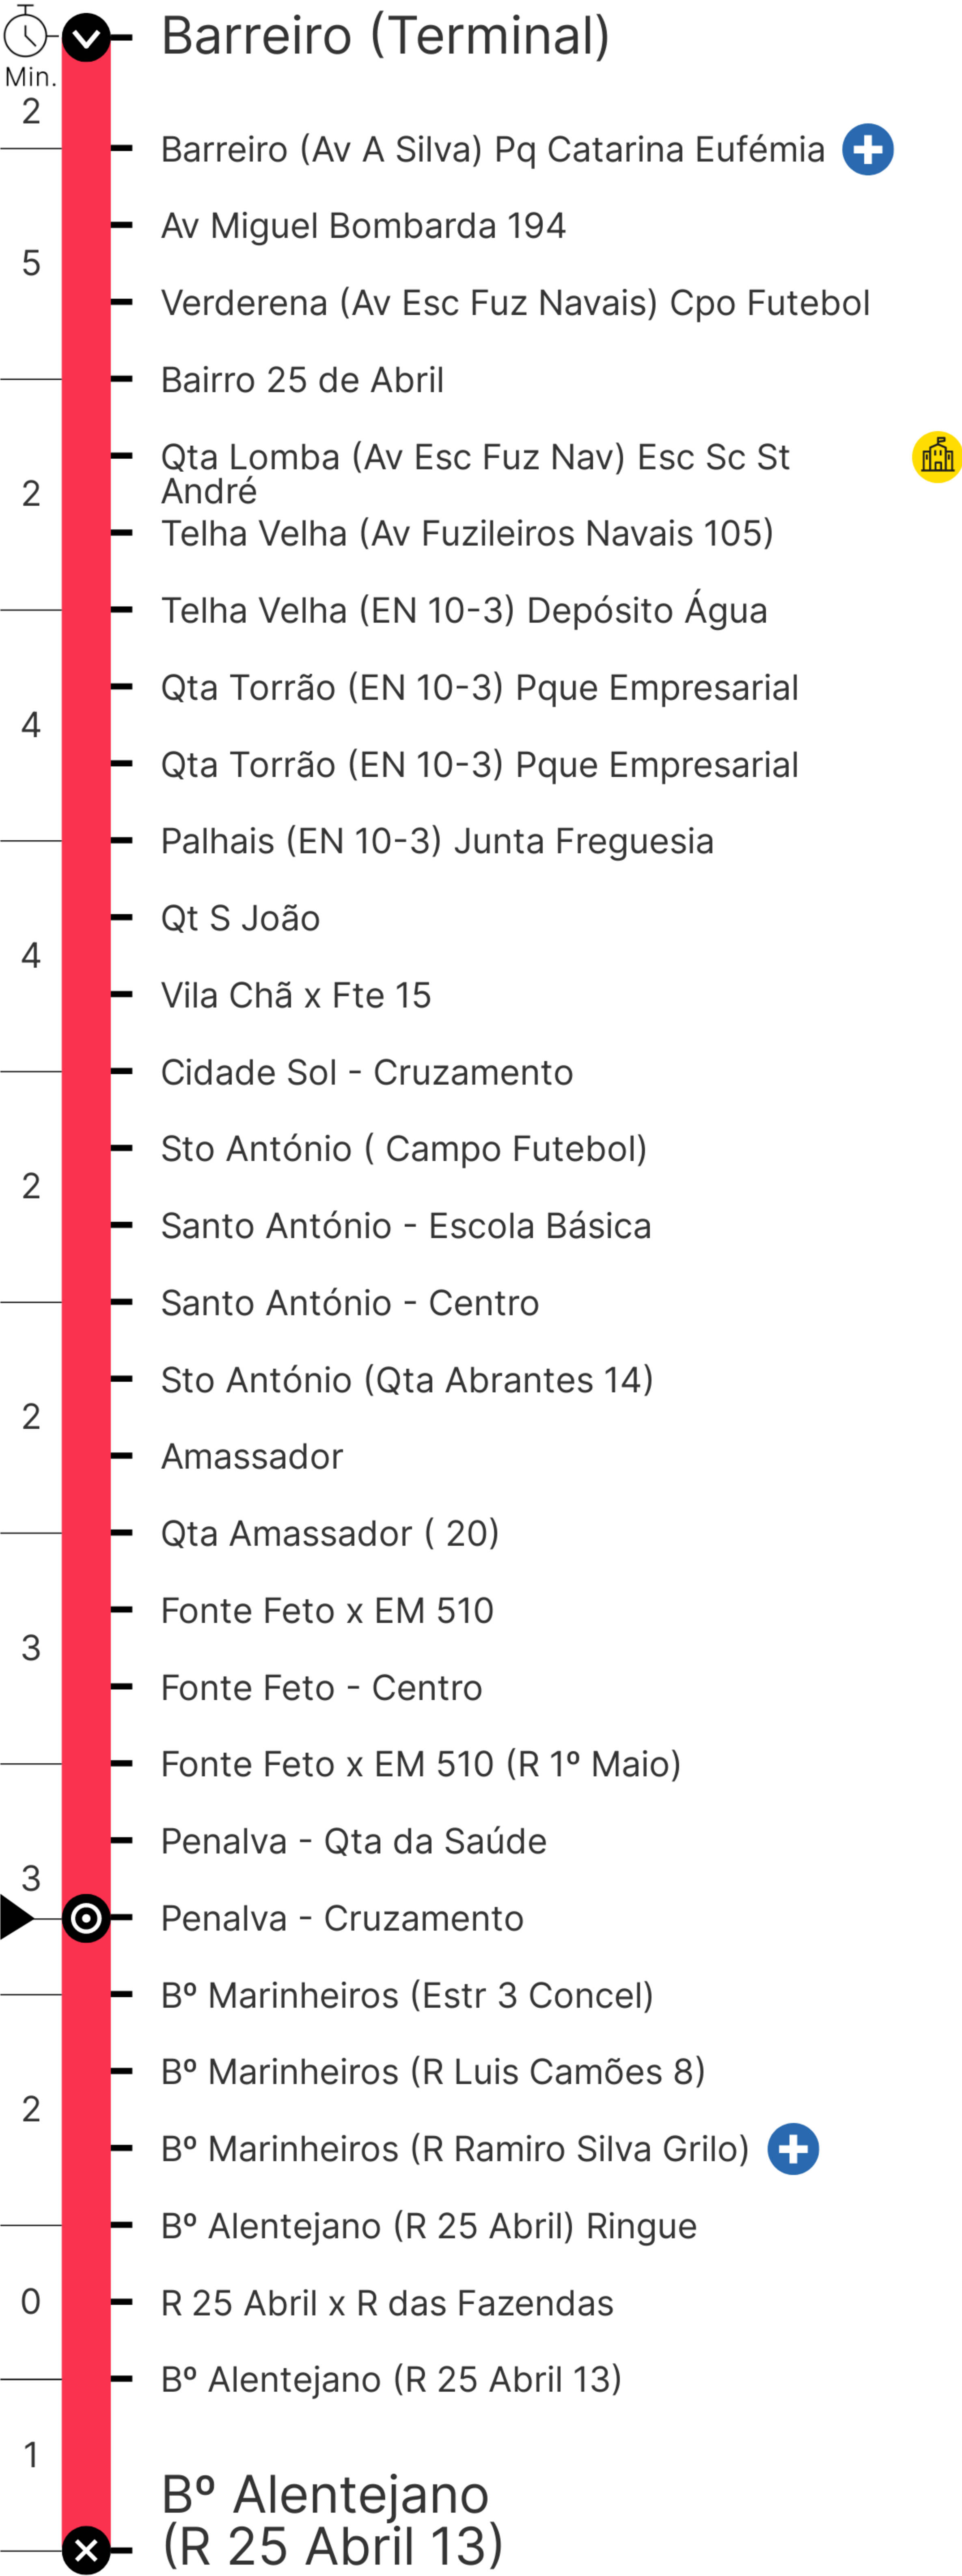 Barreiro (Terminal)
Min.
2
Barreiro (Av A Silva) Pq Catarina Eufémia
Av Miguel Bombarda 194
5
Verderena (Av Esc Fuz Navais) Cpo Futebol
Bairro 25 de Abril
Qta Lomba (Av Esc Fuz Nav) Esc Sc St
André
2
Telha Velha (Av Fuzileiros Navais 105)
Telha Velha (EN 10-3) Depósito Água
Qta Torrão (EN 10-3) Pque Empresarial
4
Qta Torrão (EN 10-3) Pque Empresarial
Palhais (EN 10-3) Junta Freguesia
Qt S João
4
Vila Chã x Fte 15
Cidade Sol - Cruzamento
Sto António ( Campo Futebol)
2
Santo António - Escola Básica
Santo António - Centro
Sto António (Qta Abrantes 14)
2
Amassador
Qta Amassador ( 20)
Fonte Feto x EM 510
3
Fonte Feto - Centro
Fonte Feto x EM 510 (R 1º Maio)
Penalva - Qta da Saúde
3
Penalva - Cruzamento
Bº Marinheiros (Estr 3 Concel)
Bº Marinheiros (R Luis Camões 8)
2
Bº Marinheiros (R Ramiro Silva Grilo)
Bº Alentejano (R 25 Abril) Ringue
0
R 25 Abril x R das Fazendas
Bº Alentejano (R 25 Abril 13)
1
Bº Alentejano
(R 25 Abril 13)